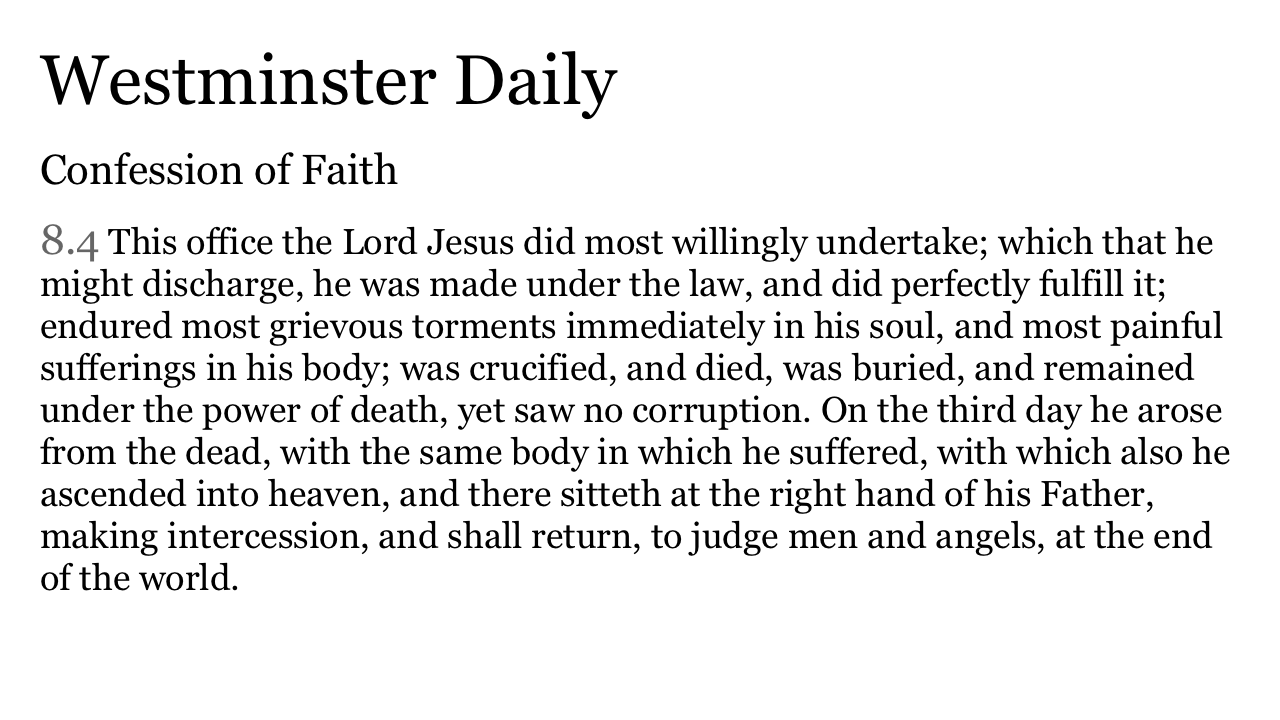 Westminster Daily
Confession of Faith
8.4 This office the Lord Jesus did most willingly undertake; which that he
might discharge, he was made under the law, and did perfectly fulfill it;
endured most grievous torments immediately in his soul, and most painful
sufferings in his body; was crucified, and died, was buried, and remained
under the power of death, yet saw no corruption. On the third day he arose
from the dead, with the same body in which he suffered, with which also he
ascended into heaven, and there sitteth at the right hand of his Father,
making intercession, and shall return, to judge men and angels, at the end
of the world.